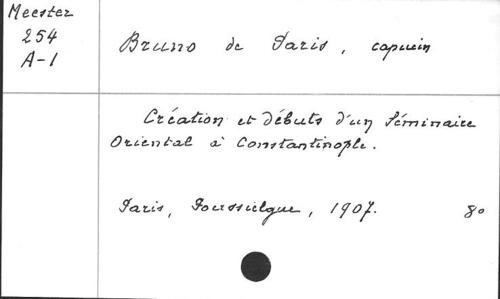 Meester
254
A-1
Bruno de Paris, capucin
Création et débuts d'un Séminaire
Oriental à Constantinople.
Paris, Poussielgue, 1907. 8°